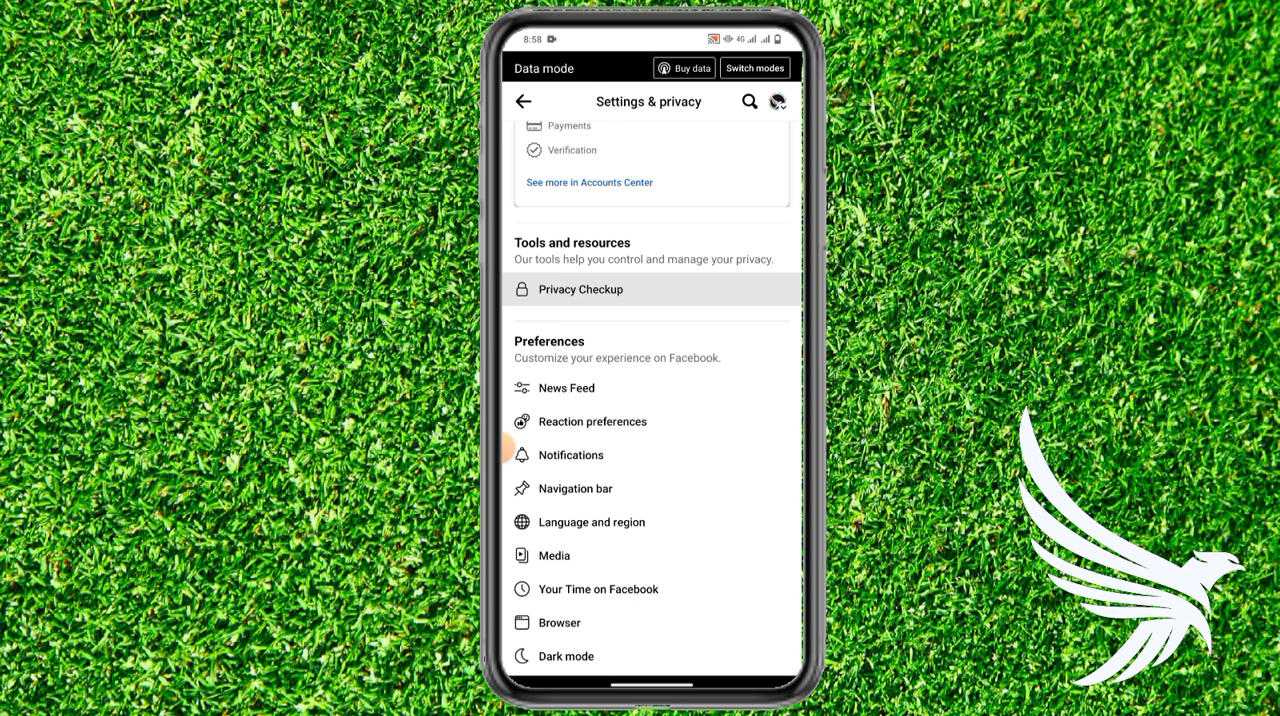 8:58
4G
Data mode
Buy data
Switch modes
Settings & privacy
Payments
Verification
See more in Accounts Center
Tools and resources
Our tools help you control and manage your privacy.
Privacy Checkup
Preferences
Customize your experience on Facebook.
News Feed
Reaction preferences
Notifications
Navigation bar
Language and region
Media
Your Time on Facebook
Browser
Dark mode